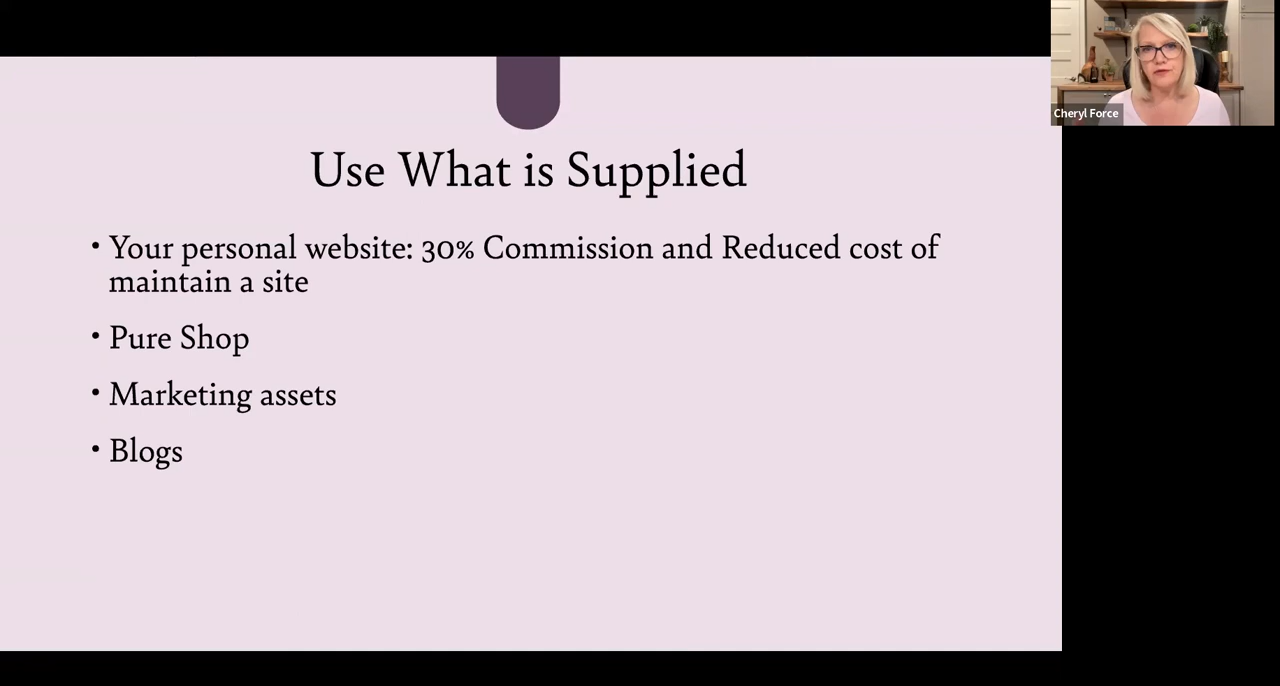 Use What is Supplied
• Your personal website: 30% Commission and Reduced cost of
maintain a site
• Pure Shop
• Marketing assets
• Blogs
Cheryl Force